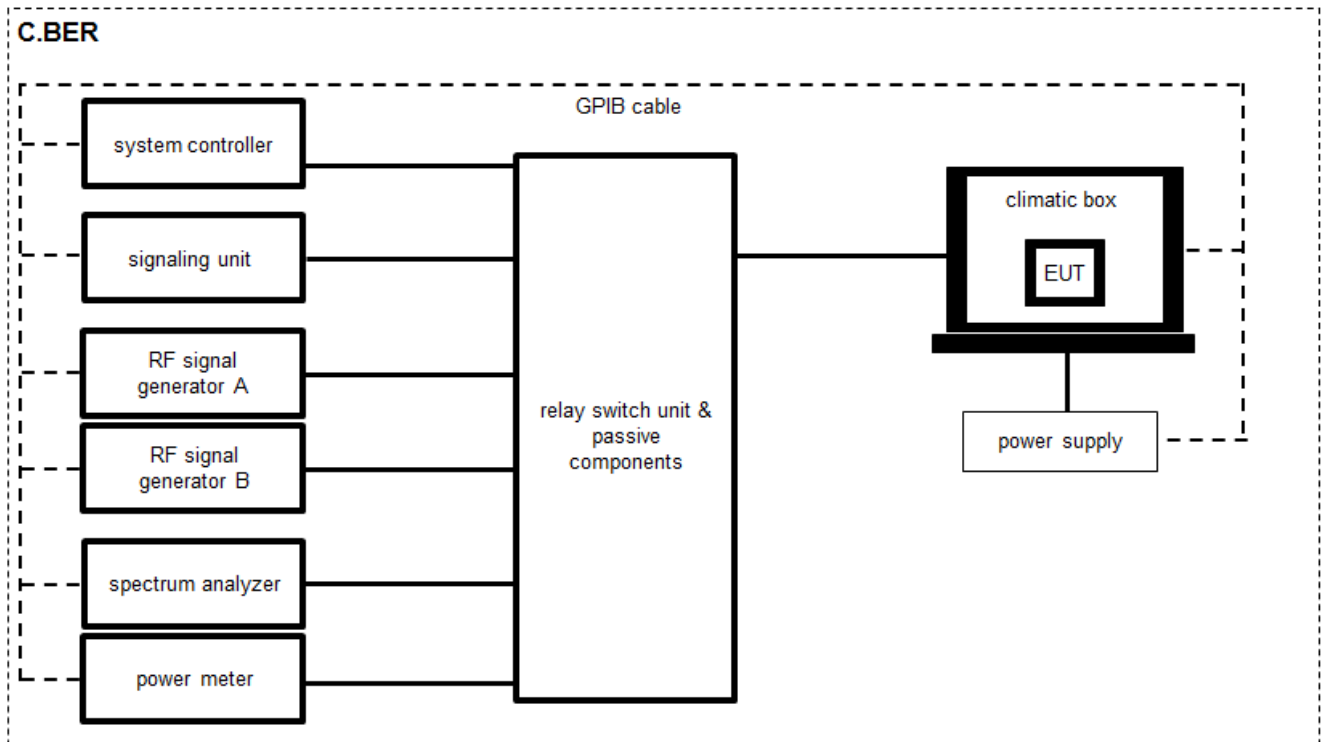 C.BER
GPIB cable
system controller
signaling unit
RF signal
generator A
RF signal
generator B
spectrum analyzer
power meter
relay switch unit &
passive
components
climatic box
EUT
power supply